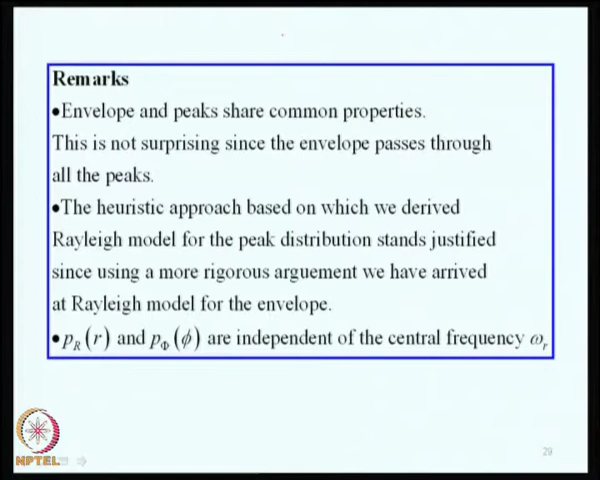 Remarks
•Envelope and peaks share common properties.
This is not surprising since the envelope passes through
all the peaks.
•The heuristic approach based on which we derived
Rayleigh model for the peak distribution stands justified
since using a more rigorous arguement we have arrived
at Rayleigh model for the envelope.
•p_R(r) and p_Φ(ϕ) are independent of the central frequency ω_r
NPTEL
29